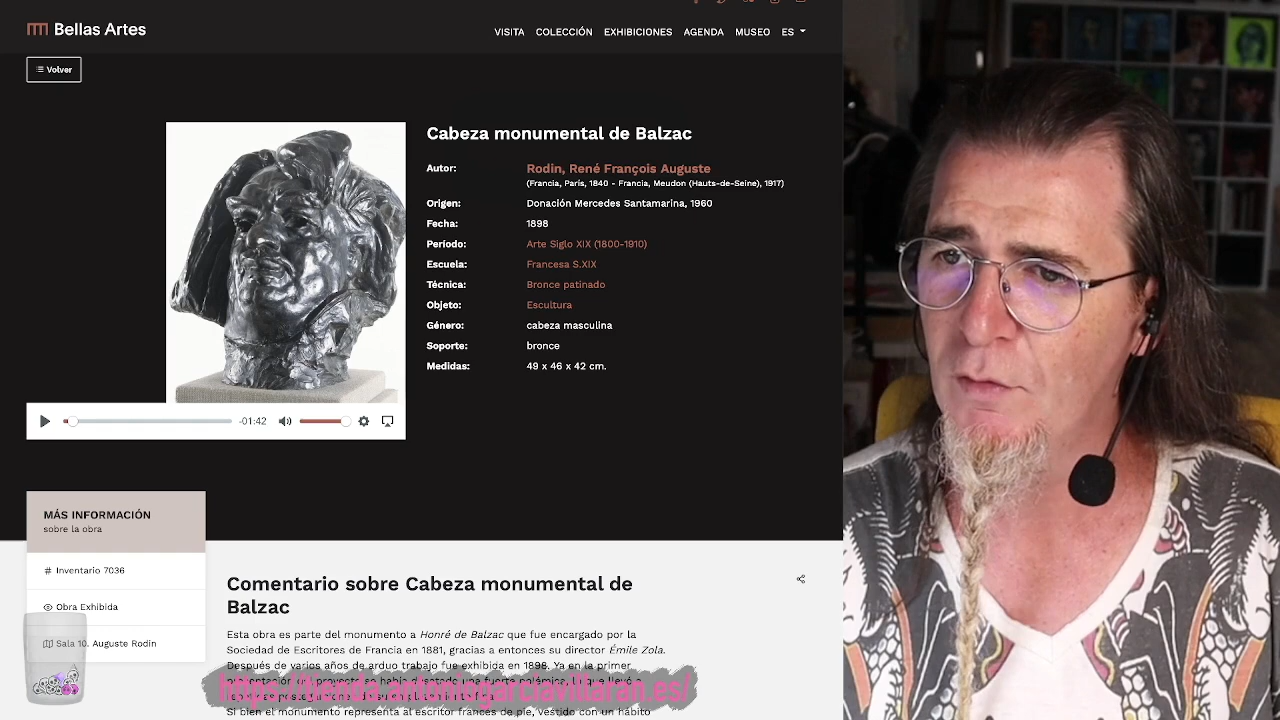 Bellas Artes
VISITA COLECCIÓN EXHIBICIONES AGENDA MUSEO ES
Volver
Cabeza monumental de Balzac
Autor: Rodin, René François Auguste
(Francia, París, 1840 - Francia, Meudon (Hauts-de-Seine), 1917)
Origen: Donación Mercedes Santamarina, 1960
Fecha: 1898
Período: Arte Siglo XIX (1800-1910)
Escuela: Francesa S.XIX
Técnica: Bronce patinado
Objeto: Escultura
Género: cabeza masculina
Soporte: bronce
Medidas: 49 x 46 x 42 cm.
-01:42
MÁS INFORMACIÓN
sobre la obra
# Inventario 7036
Obra Exhibida
Sala 10. Auguste Rodin
Comentario sobre Cabeza monumental de
Balzac
Esta obra es parte del monumento a Honré de Balzac que fue encargado por la
Sociedad de Escritores de Francia en 1881, gracias a entonces su director Émile Zola.
Después de varios años de arduo trabajo fue exhibida en 1898. Ya en la primer
https://tienda.antoniogarciavillaran.es/
Si bien el monumento representa al escritor francés de pie, vestido con un hábito